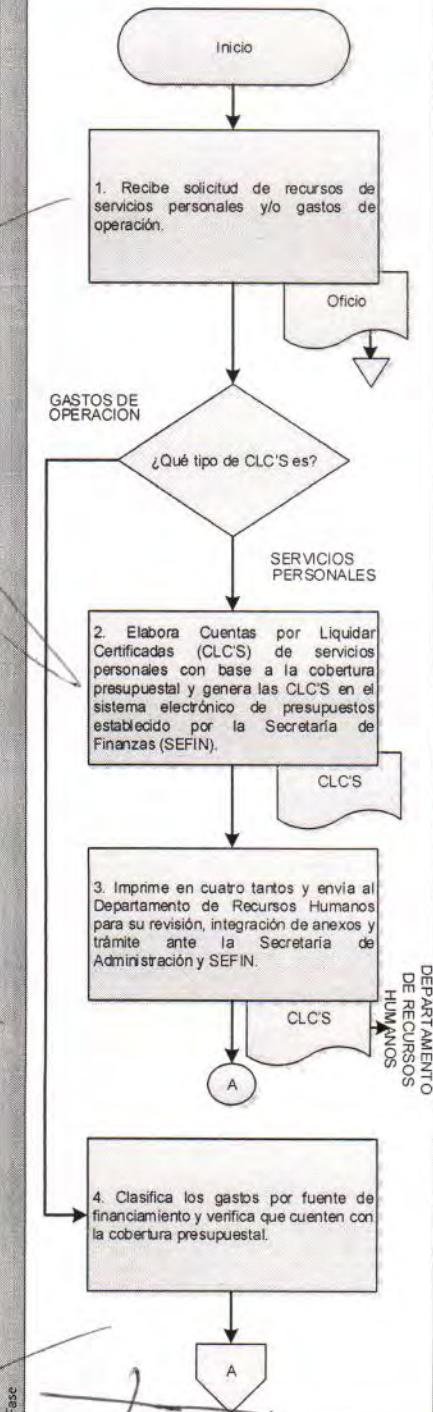 Inicio
1. Recibe solicitud de recursos de
servicios personales y/o gastos de
operación.
Oficio
GASTOS DE
OPERACION
¿Qué tipo de CLC'S es?
SERVICIOS
PERSONALES
2. Elabora Cuentas por Liquidar
Certificadas (CLC'S) de servicios
personales con base a la cobertura
presupuestal y genera las CLC'S en el
sistema electrónico de presupuestos
establecido por la Secretaría de
Finanzas (SEFIN).
CLC'S
3. Imprime en cuatro tantos y envía al
Departamento de Recursos Humanos
para su revisión, integración de anexos y
trámite ante la Secretaría de
Administración y SEFIN.
CLC'S
DEPARTAMENTO
DE RECURSOS
HUMANOS
A
4. Clasifica los gastos por fuente de
financiamiento y verifica que cuenten con
la cobertura presupuestal.
A
Fase